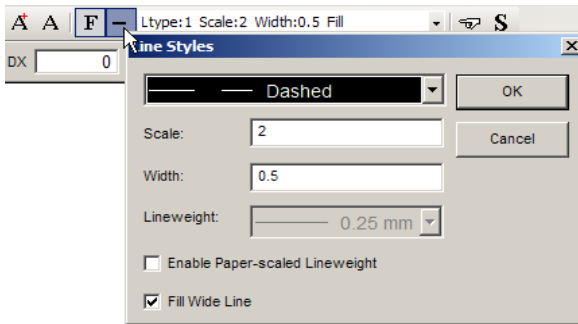 A A F Ltype:1 Scale:2 Width:0.5 Fill S
DX 0
Line Styles
Dashed
OK
Scale: 2
Cancel
Width: 0.5
Lineweight: 0.25 mm
Enable Paper-scaled Lineweight
Fill Wide Line